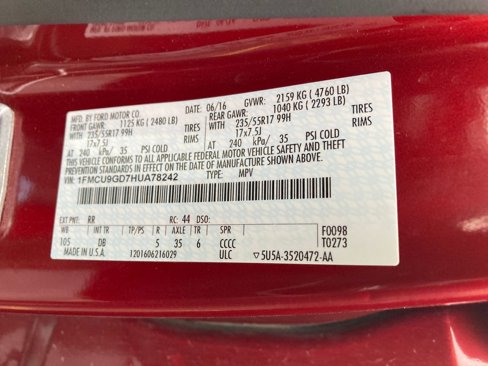 MFD. BY FORD MOTOR CO.
DATE: 06/16 GVWR: 2159 KG ( 4760 LB)
FRONT GAWR: 1125 KG ( 2480 LB) REAR GAWR: 1040 KG ( 2293 LB)
WITH 235/55R17 99H TIRES WITH 235/55R17 99H TIRES
17x7.5J RIMS 17x7.5J RIMS
AT 240 kPa/ 35 PSI COLD AT 240 kPa/ 35 PSI COLD
THIS VEHICLE CONFORMS TO ALL APPLICABLE FEDERAL MOTOR VEHICLE SAFETY AND THEFT
PREVENTION STANDARDS IN EFFECT ON THE DATE OF MANUFACTURE SHOWN ABOVE.
VIN: 1FMCU9GD7HUA78242 TYPE: MPV
EXT PNT: RR RC: 44 DSO:
WB INT TR TP/PS R AXLE TR SPR F0098
105 DB 5 35 6 CCCC T0273
MADE IN U.S.A. 1201606216029 ULC ▽5U5A-3520472-AA